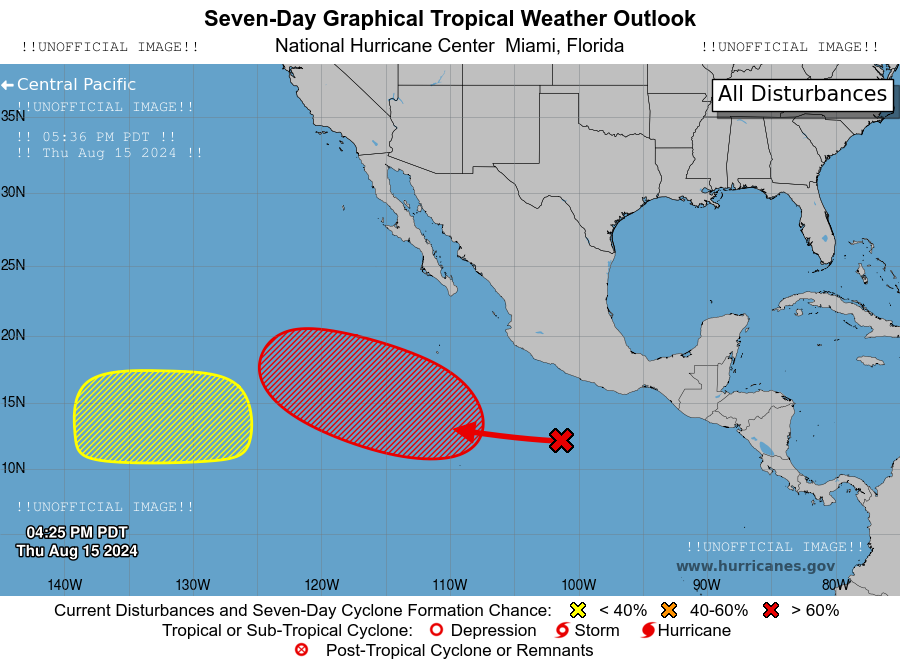 Seven-Day Graphical Tropical Weather Outlook
!!UNOFFICIAL IMAGE!! National Hurricane Center Miami, Florida !!UNOFFICIAL IMAGE!!
Central Pacific
All Disturbances
!!UNOFFICIAL IMAGE!!
35N
!! 05:36 PM PDT !!
!! Thu Aug 15 2024 !!
30N
25N
20N
15N
10N
!!UNOFFICIAL IMAGE!!
04:25 PM PDT
Thu Aug 15 2024
!!UNOFFICIAL IMAGE!!
www.hurricanes.gov
140W 130W 120W 110W 100W 90W 80W
Current Disturbances and Seven-Day Cyclone Formation Chance: < 40% 40-60% > 60%
Tropical or Sub-Tropical Cyclone: Depression Storm Hurricane
Post-Tropical Cyclone or Remnants